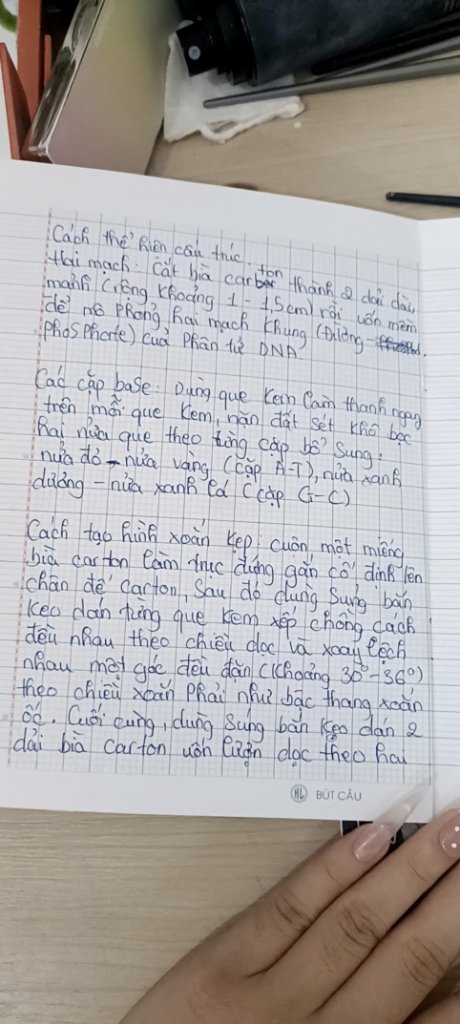 Cách thể hiện cấu thức.
Hai mạch: Cắt bìa carton thành 2 dải dài,
mảnh (rộng khoảng 1 - 1,5cm) rồi uốn mềm
để mô phỏng hai mạch khung (Đường -
phosphate) của phân tử DNA.
Các cặp base: Dùng que kem làm thanh ngang
trên mỗi que kem, nặn đất sét khô bọc
hai nửa que theo từng cặp bổ sung:
nửa đỏ - nửa vàng (cặp A-T), nửa xanh
dương - nửa xanh lá (cặp G-C)
Cách tạo hình xoắn kép: cuôn một miếng
bìa carton làm trục đứng gắn cố định lên
chân đế carton, sau đó dùng súng bắn
keo dán từng que kem xếp chồng cách
đều nhau theo chiều dọc và xoay lệch
nhau một góc đều đặn (khoảng 30°-36°)
theo chiều xoắn phải như bậc thang xoắn
ốc. Cuối cùng, dùng súng bắn keo dán 2
dải bìa carton uốn lượn dọc theo hai
HL BÚT CÂU